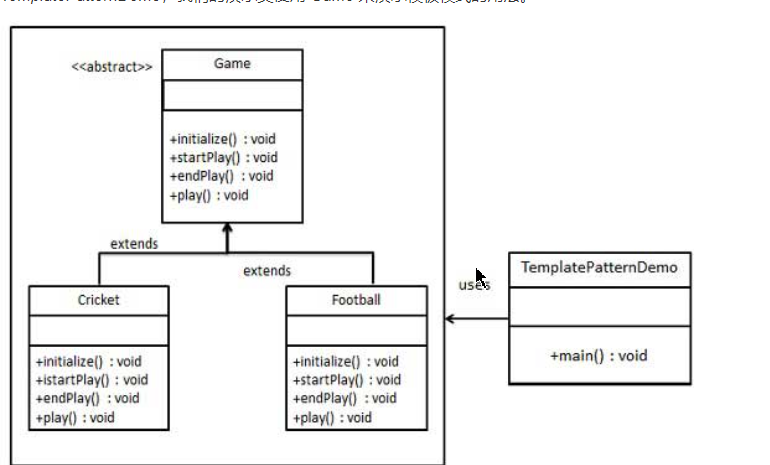 <<abstract>>
Game
+initialize() : void
+startPlay() : void
+endPlay() : void
+play() : void
extends
extends
Cricket
+initialize() : void
+istartPlay() : void
+endPlay() : void
+play() : void
Football
+initialize() : void
+startPlay() : void
+endPlay() : void
+play() : void
uses
TemplatePatternDemo
+main() : void